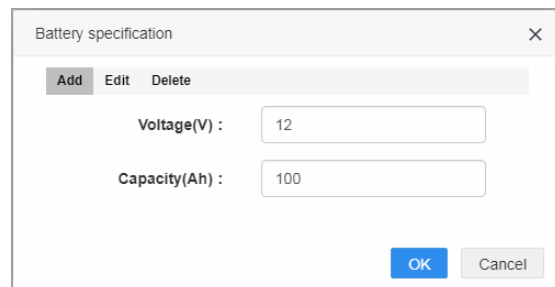 Battery specification
Add Edit Delete
Voltage(V) : 12
Capacity(Ah) : 100
OK Cancel